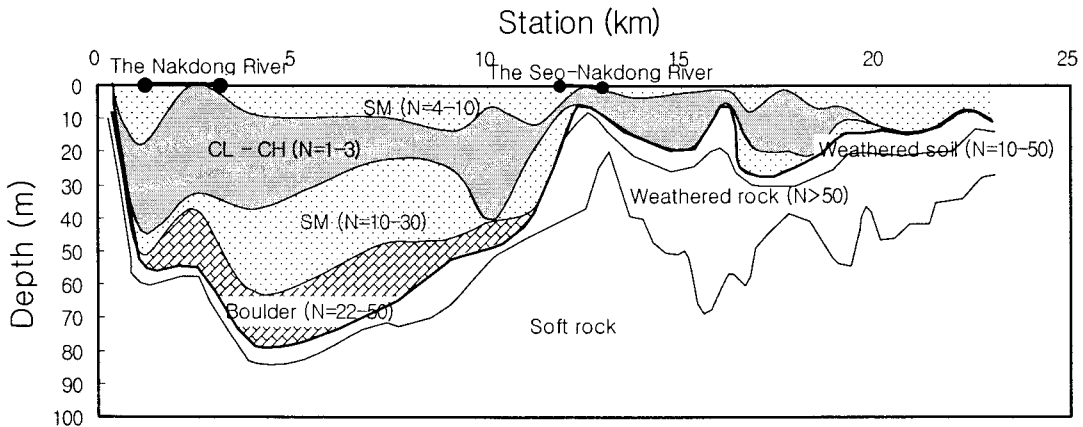 Station (km)
0 5 10 15 20 25
The Nakdong River
The Seo-Nakdong River
Depth (m)
0
10
20
30
40
50
60
70
80
90
100
SM (N=4-10)
CL - CH (N=1-3)
Weathered soil (N=10-50)
Weathered rock (N>50)
SM (N=10-30)
Boulder (N=22-50)
Soft rock